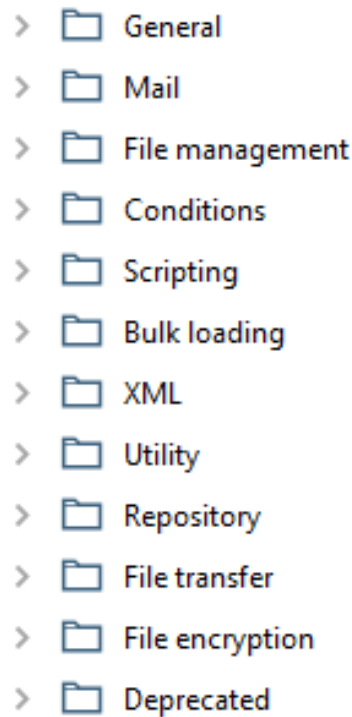 General
Mail
File management
Conditions
Scripting
Bulk loading
XML
Utility
Repository
File transfer
File encryption
Deprecated